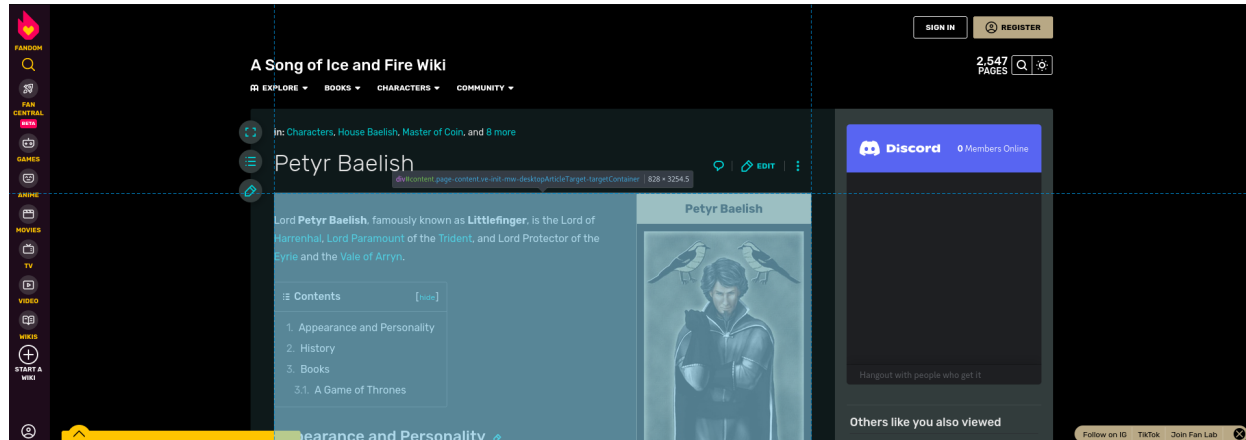 FANDOM
FAN
CENTRAL
BETA
GAMES
ANIME
MOVIES
TV
VIDEO
WIKIS
START A
WIKI
SIGN IN
REGISTER
A Song of Ice and Fire Wiki
2,547
PAGES
EXPLORE
BOOKS
CHARACTERS
COMMUNITY
in: Characters, House Baelish, Master of Coin, and 8 more
Petyr Baelish
EDIT
div#content.page-content.ve-init-mw-desktopArticleTarget-targetContainer 828 × 3254.5
Lord Petyr Baelish, famously known as Littlefinger, is the Lord of
Harrenhal, Lord Paramount of the Trident, and Lord Protector of the
Eyrie and the Vale of Arryn.
Contents [hide]
1. Appearance and Personality
2. History
3. Books
3.1. A Game of Thrones
pearance and Personality
Petyr Baelish
Discord 0 Members Online
Hangout with people who get it
Others like you also viewed
Follow on IG TikTok Join Fan Lab